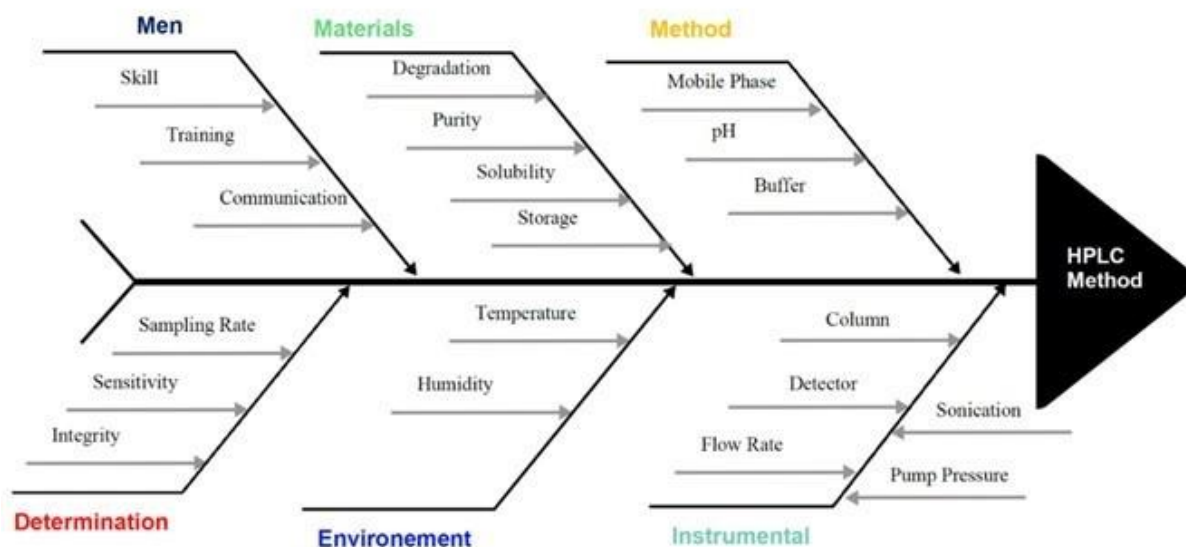 Men
Materials
Method
Skill
Training
Communication
Degradation
Purity
Solubility
Storage
Mobile Phase
pH
Buffer
HPLC
Method
Sampling Rate
Sensitivity
Integrity
Temperature
Humidity
Column
Detector
Flow Rate
Sonication
Pump Pressure
Determination
Environement
Instrumental